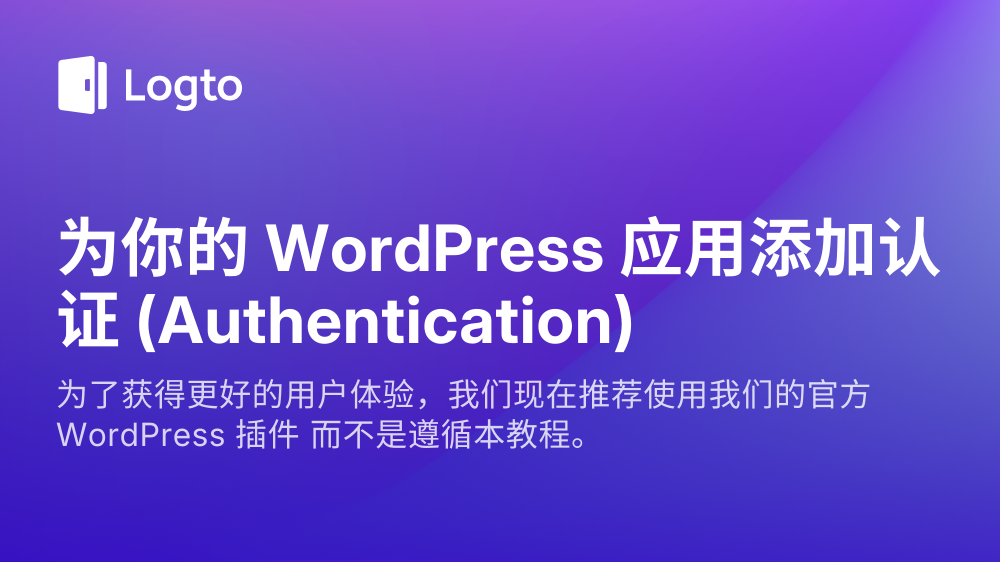 Logto
为你的 WordPress 应用添加认
证 (Authentication)
为了获得更好的用户体验，我们现在推荐使用我们的官方
WordPress 插件 而不是遵循本教程。